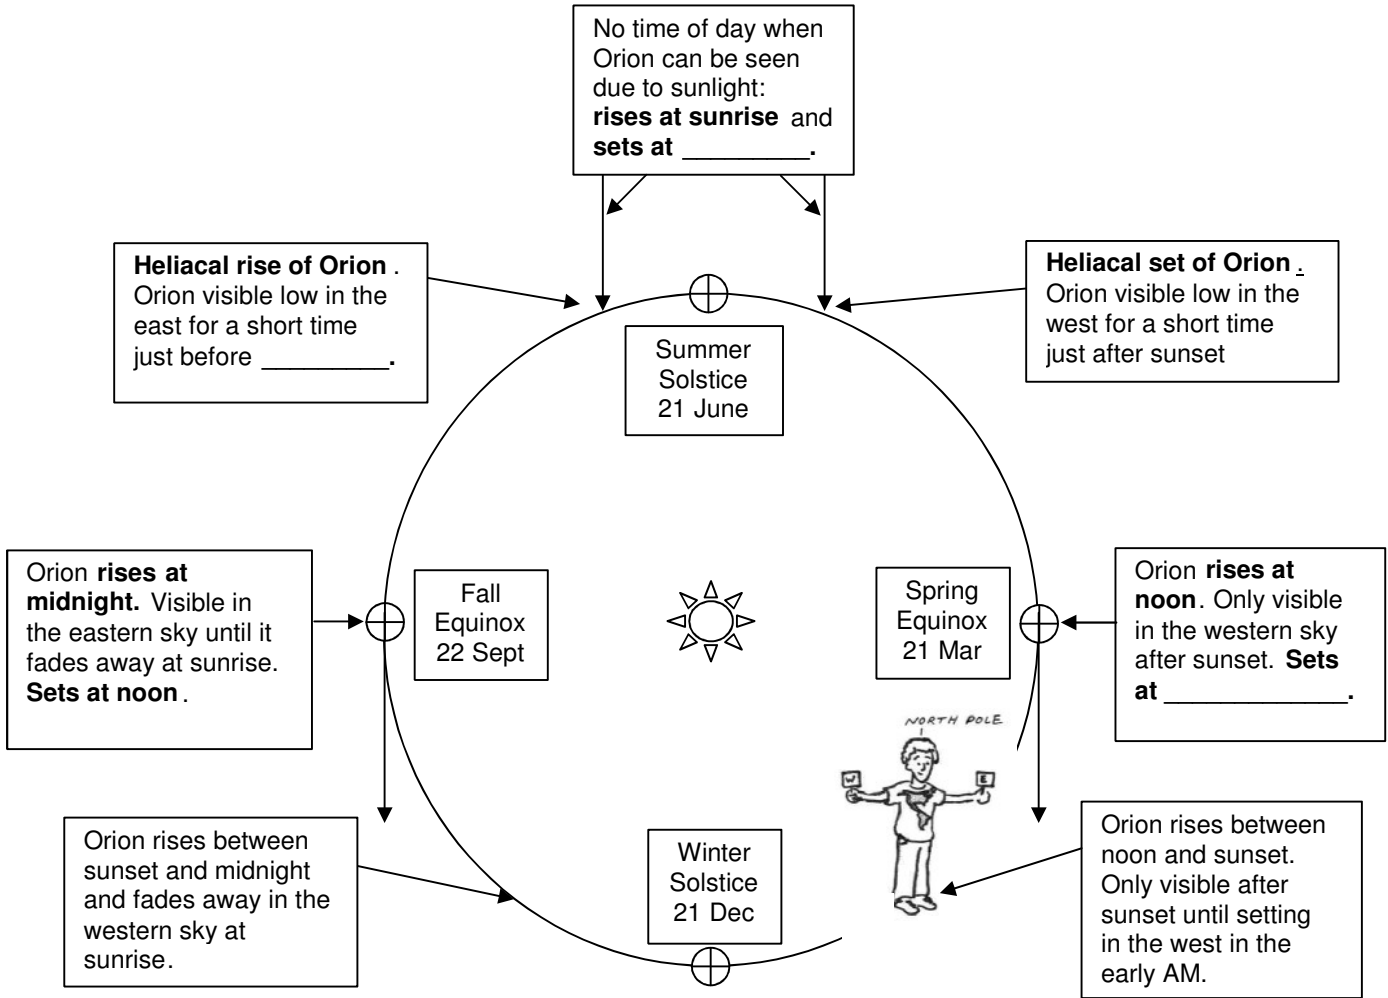 No time of day when
Orion can be seen
due to sunlight:
rises at sunrise and
sets at _________.
Heliacal rise of Orion.
Orion visible low in the
east for a short time
just before _________.
Heliacal set of Orion.
Orion visible low in the
west for a short time
just after sunset
Summer
Solstice
21 June
Orion rises at
midnight. Visible in
the eastern sky until it
fades away at sunrise.
Sets at noon.
Fall
Equinox
22 Sept
Spring
Equinox
21 Mar
Orion rises at
noon. Only visible
in the western sky
after sunset. Sets
at _____________.
NORTH POLE
W
E
Orion rises between
sunset and midnight
and fades away in the
western sky at
sunrise.
Winter
Solstice
21 Dec
Orion rises between
noon and sunset.
Only visible after
sunset until setting
in the west in the
early AM.